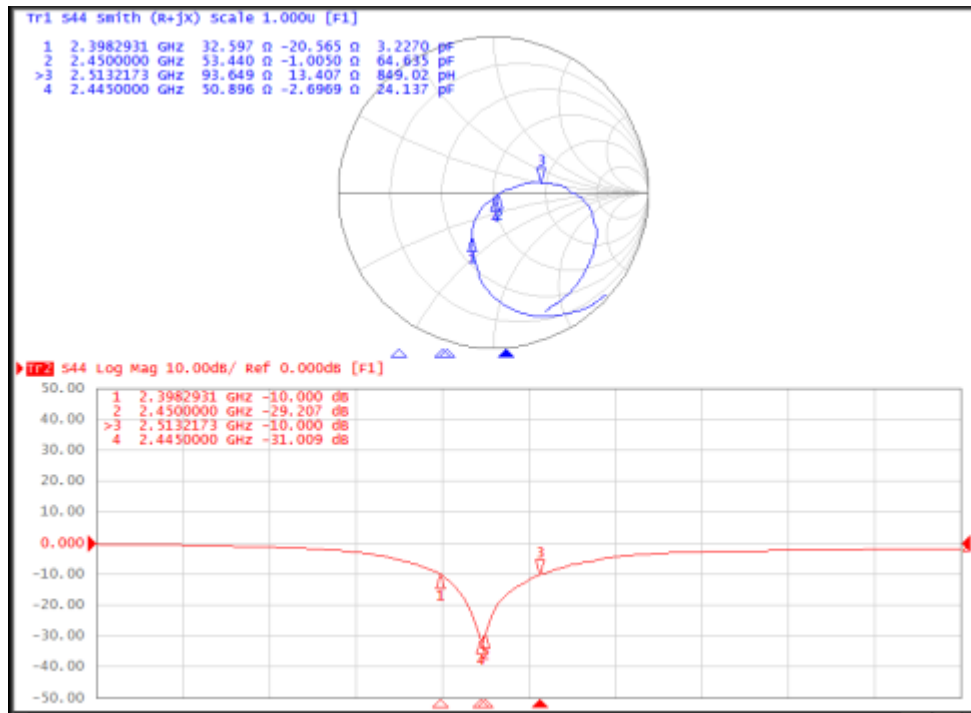 Tr1 S44 Smith (R+jX) Scale 1.000U [F1]
1 2.3982931 GHz 32.597 Ω -20.565 Ω 3.2270 pF
2 2.4500000 GHz 53.440 Ω -1.0050 Ω 64.635 pF
>3 2.5132173 GHz 93.649 Ω 13.407 Ω 849.02 pH
4 2.4450000 GHz 50.896 Ω -2.6969 Ω 24.137 pF
3
1
Tr2 S44 Log Mag 10.00dB/ Ref 0.000dB [F1]
50.00
1 2.3982931 GHz -10.000 dB
2 2.4500000 GHz -29.207 dB
>3 2.5132173 GHz -10.000 dB
4 2.4450000 GHz -31.009 dB
40.00
30.00
20.00
10.00
0.000
3
-10.00
1
-20.00
-30.00
-40.00
-50.00